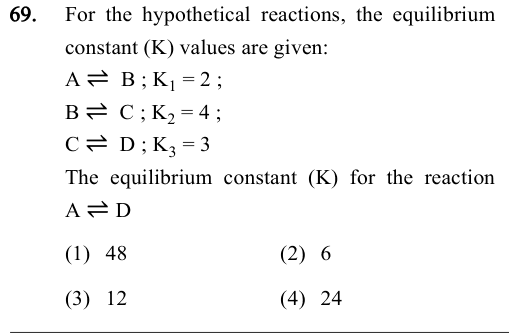 69. For the hypothetical reactions, the equilibrium
constant (K) values are given:
A ⇌ B ; K₁ = 2 ;
B ⇌ C ; K₂ = 4 ;
C ⇌ D ; K₃ = 3
The equilibrium constant (K) for the reaction
A ⇌ D
(1) 48 (2) 6
(3) 12 (4) 24